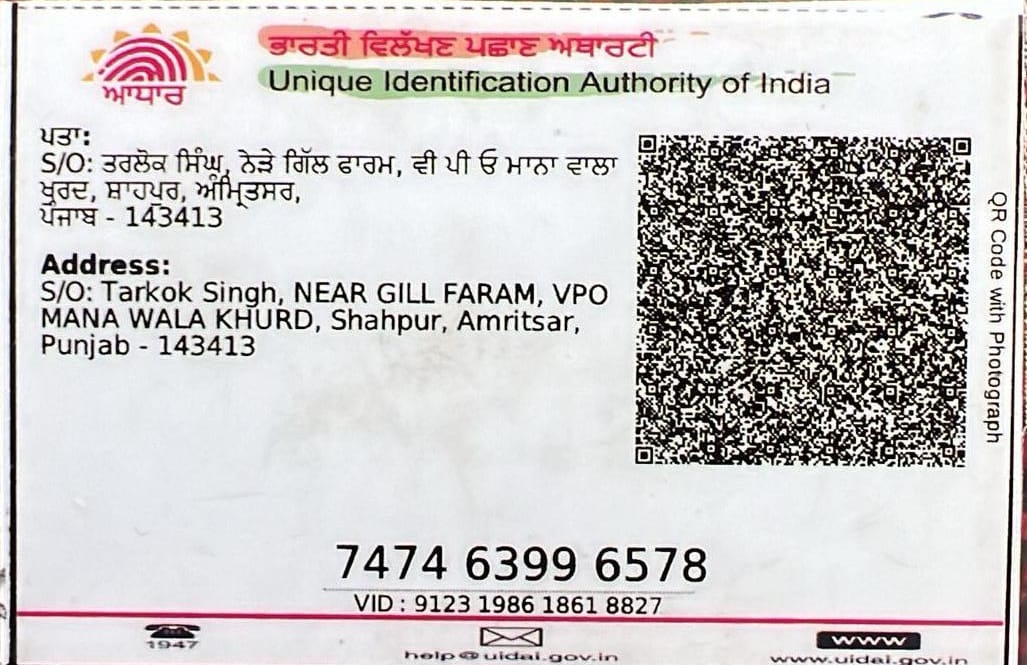 ਭਾਰਤੀ ਵਿਲੱਖਣ ਪਛਾਣ ਅਥਾਰਟੀ
Unique Identification Authority of India
ਆਧਾਰ
ਪਤਾ:
S/O: ਤਰਲੋਕ ਸਿੰਘ, ਨੇੜੇ ਗਿੱਲ ਫਾਰਮ, ਵੀ ਪੀ ਓ ਮਾਨਾ ਵਾਲਾ
ਖੁਰਦ, ਸ਼ਾਹਪੁਰ, ਅੰਮ੍ਰਿਤਸਰ,
ਪੰਜਾਬ - 143413
Address:
S/O: Tarkok Singh, NEAR GILL FARAM, VPO
MANA WALA KHURD, Shahpur, Amritsar,
Punjab - 143413
QR Code with Photograph
7474 6399 6578
VID : 9123 1986 1861 8827
1947
help@uidai.gov.in
www
www.uidai.gov.in